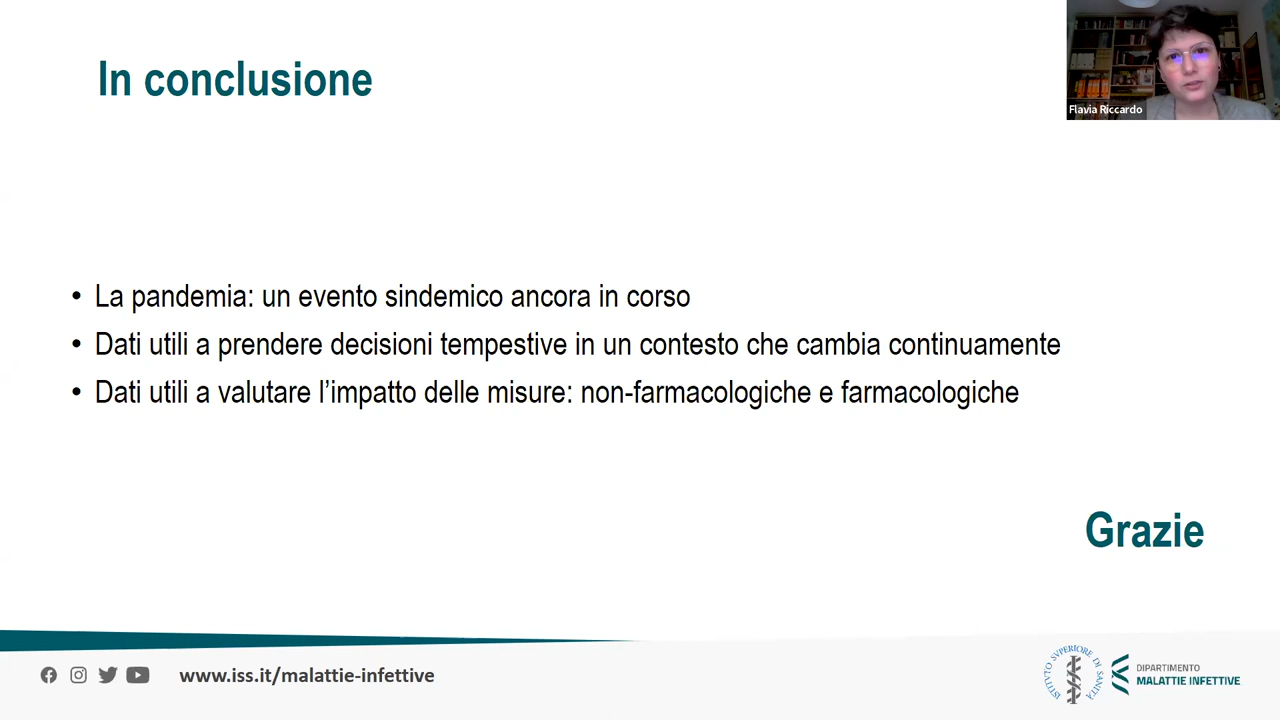 In conclusione
Flavia Riccardo
• La pandemia: un evento sindemico ancora in corso
• Dati utili a prendere decisioni tempestive in un contesto che cambia continuamente
• Dati utili a valutare l’impatto delle misure: non-farmacologiche e farmacologiche
Grazie
www.iss.it/malattie-infettive
ISTITUTO SVPERIORE DI SANITÀ
DIPARTIMENTO
MALATTIE INFETTIVE